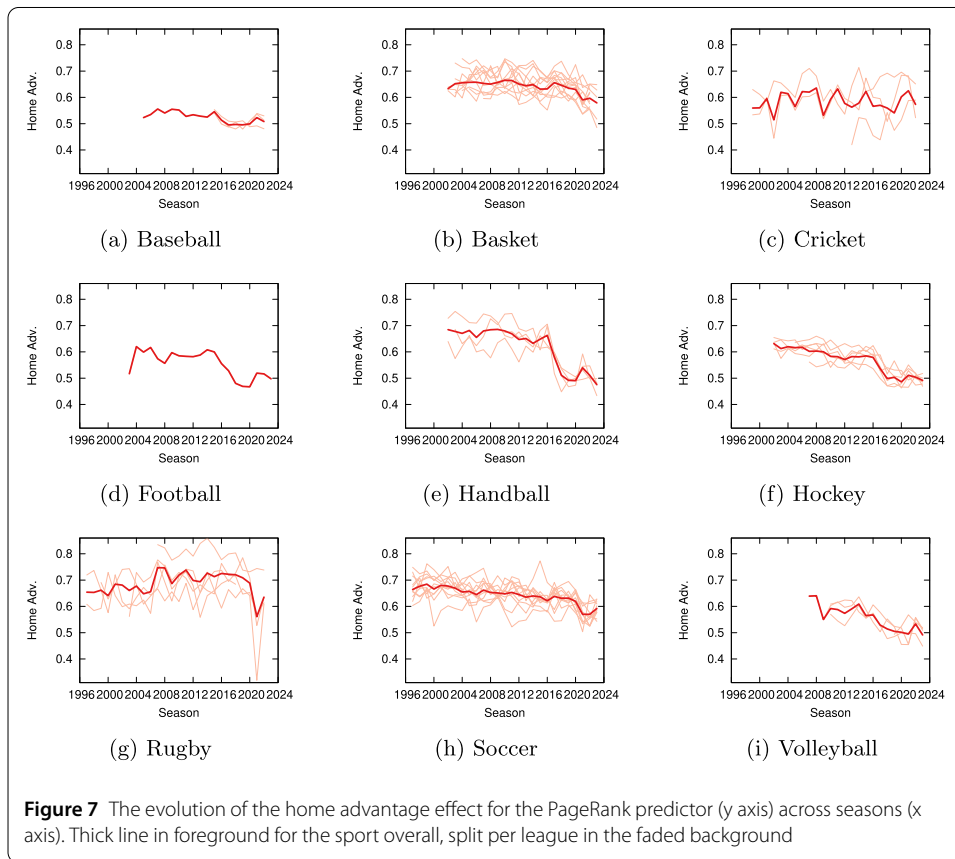 0.8
0.7
0.6
0.5
0.4
Home Adv.
1996 2000 2004 2008 2012 2016 2020 2024
Season
(a) Baseball
0.8
0.7
0.6
0.5
0.4
Home Adv.
1996 2000 2004 2008 2012 2016 2020 2024
Season
(b) Basket
0.8
0.7
0.6
0.5
0.4
Home Adv.
1996 2000 2004 2008 2012 2016 2020 2024
Season
(c) Cricket
0.8
0.7
0.6
0.5
0.4
Home Adv.
1996 2000 2004 2008 2012 2016 2020 2024
Season
(d) Football
0.8
0.7
0.6
0.5
0.4
Home Adv.
1996 2000 2004 2008 2012 2016 2020 2024
Season
(e) Handball
0.8
0.7
0.6
0.5
0.4
Home Adv.
1996 2000 2004 2008 2012 2016 2020 2024
Season
(f) Hockey
0.8
0.7
0.6
0.5
0.4
Home Adv.
1996 2000 2004 2008 2012 2016 2020 2024
Season
(g) Rugby
0.8
0.7
0.6
0.5
0.4
Home Adv.
1996 2000 2004 2008 2012 2016 2020 2024
Season
(h) Soccer
0.8
0.7
0.6
0.5
0.4
Home Adv.
1996 2000 2004 2008 2012 2016 2020 2024
Season
(i) Volleyball
Figure 7 The evolution of the home advantage effect for the PageRank predictor (y axis) across seasons (x
axis). Thick line in foreground for the sport overall, split per league in the faded background